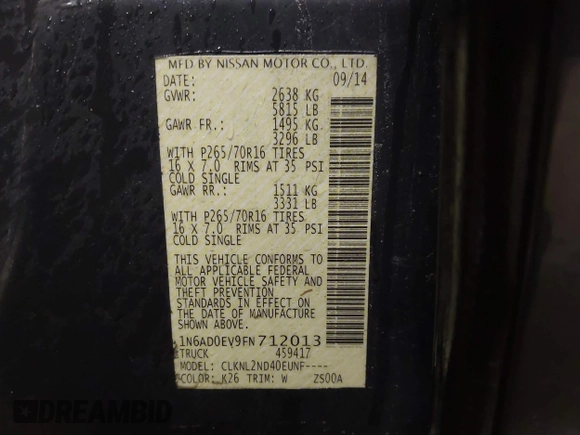 MFD BY NISSAN MOTOR CO., LTD.
DATE: 09/14
GVWR: 2638 KG
5815 LB
GAWR FR.: 1495 KG
3296 LB
WITH P265/70R16 TIRES
16 X 7.0 RIMS AT 35 PSI
COLD SINGLE
GAWR RR.: 1511 KG
3331 LB
WITH P265/70R16 TIRES
16 X 7.0 RIMS AT 35 PSI
COLD SINGLE
THIS VEHICLE CONFORMS TO
ALL APPLICABLE FEDERAL
MOTOR VEHICLE SAFETY AND
THEFT PREVENTION
STANDARDS IN EFFECT ON
THE DATE OF MANUFACTURE
SHOWN ABOVE.
1N6AD0EV9FN712013
TRUCK 459417
MODEL: CLKNL2ND40EUNF----
COLOR: K26 TRIM: W ZS00A
DREAMBID